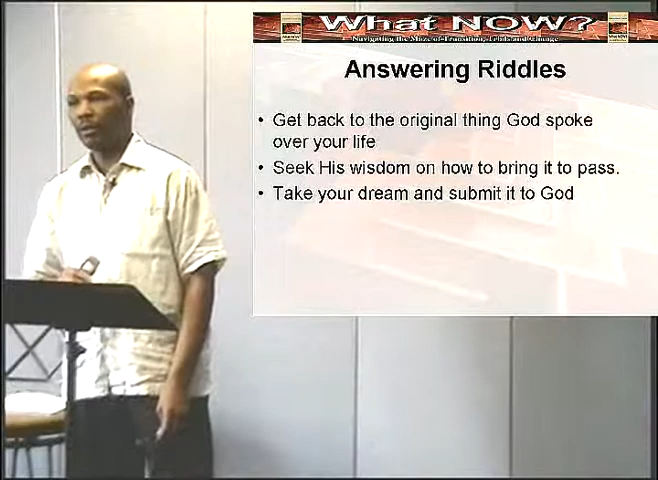 What NOW?
Navigating the Maze of Transition, Trials and Change
Answering Riddles
• Get back to the original thing God spoke
over your life
• Seek His wisdom on how to bring it to pass.
• Take your dream and submit it to God